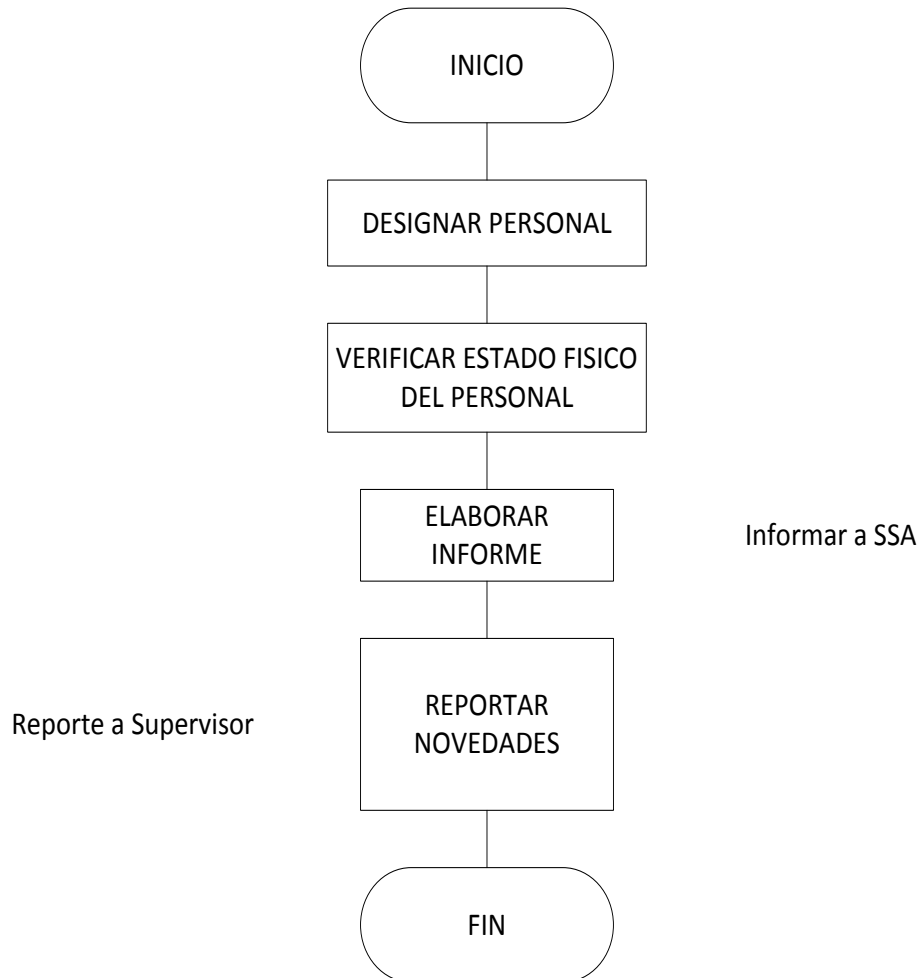 INICIO
DESIGNAR PERSONAL
VERIFICAR ESTADO FISICO
DEL PERSONAL
ELABORAR
INFORME
Informar a SSA
Reporte a Supervisor
REPORTAR
NOVEDADES
FIN